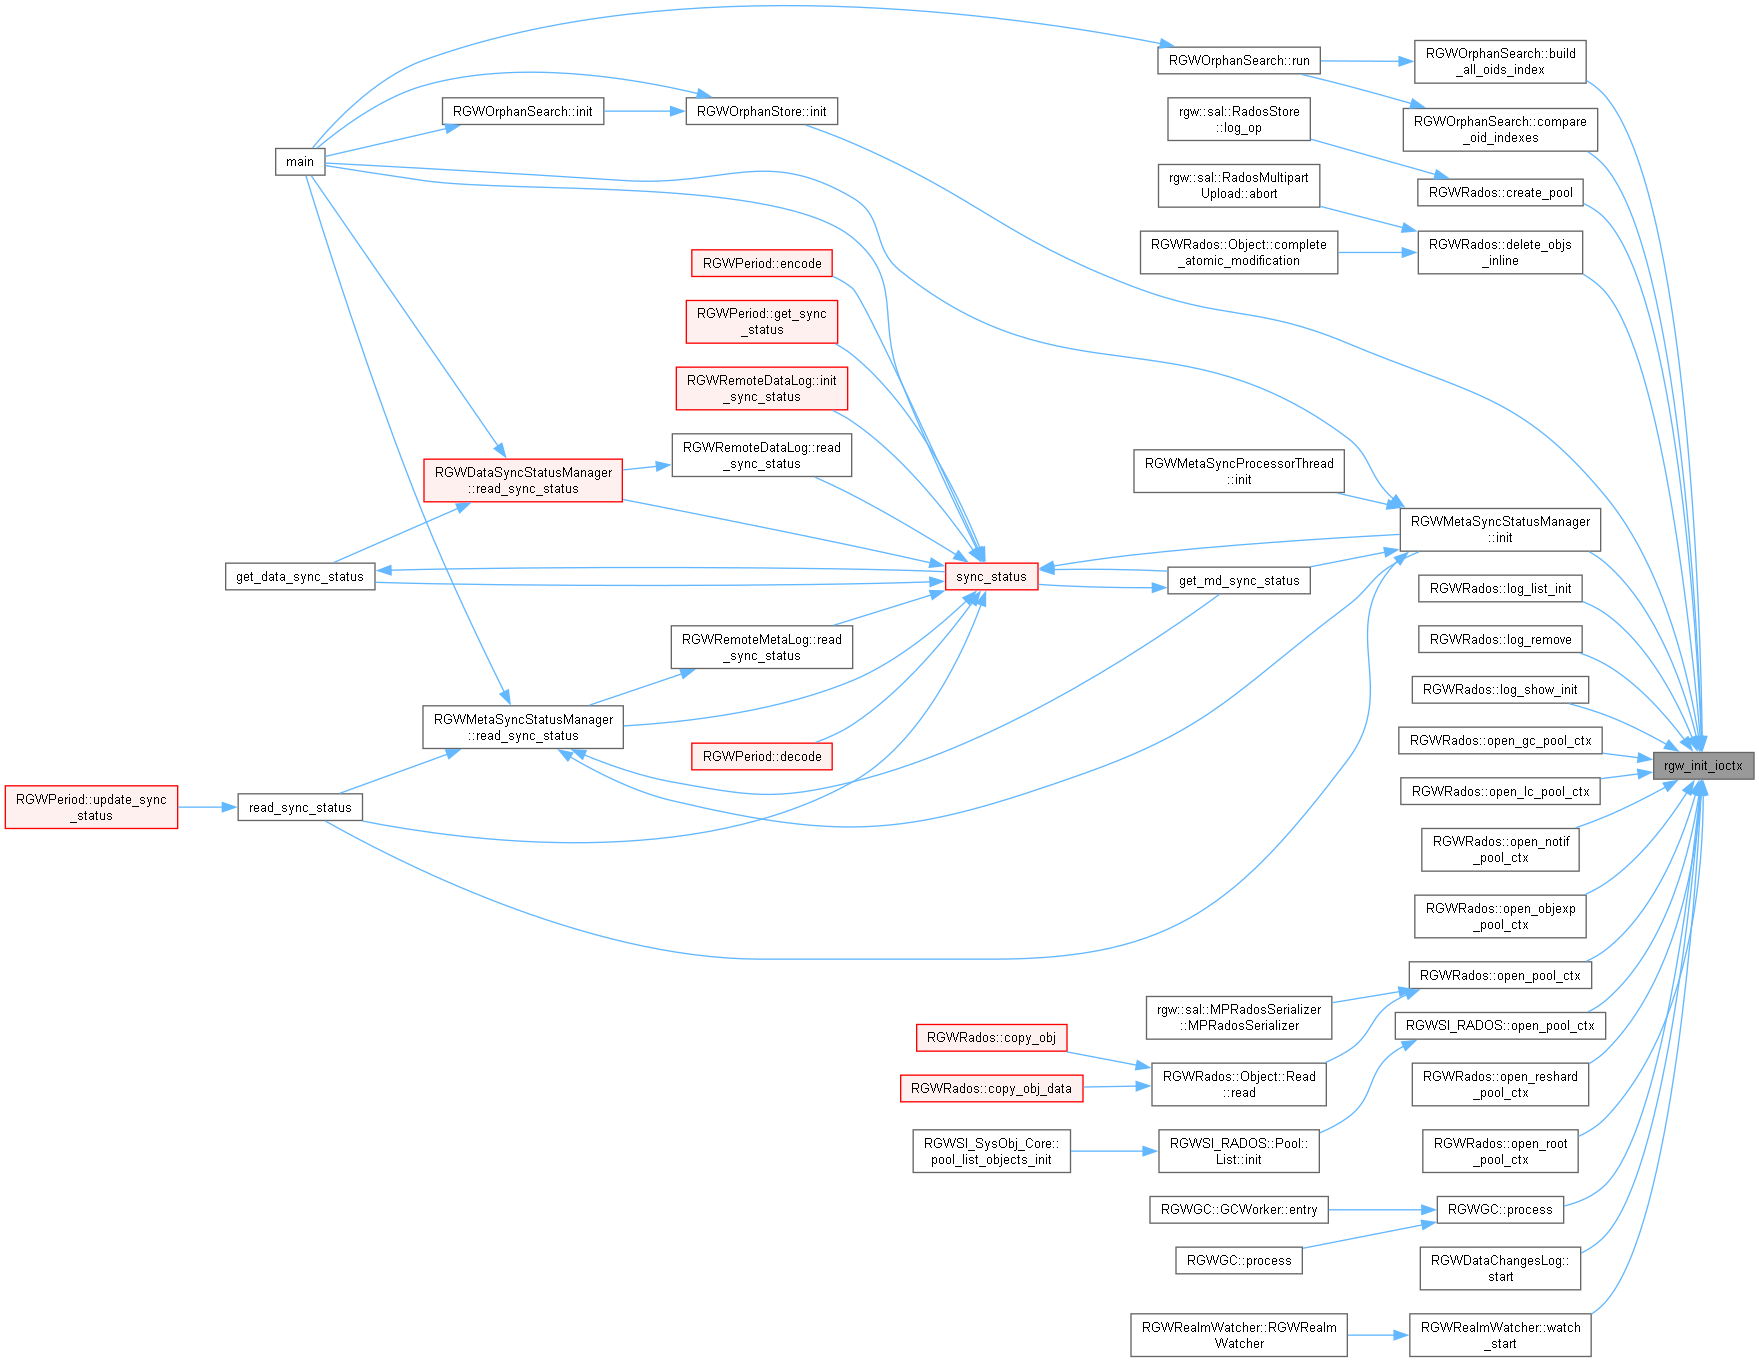 RGWOrphanSearch::run
RGWOrphanSearch::build
_all_oids_index
RGWOrphanSearch::init
RGWOrphanStore::init
rgw::sal::RadosStore
::log_op
RGWOrphanSearch::compare
_oid_indexes
main
rgw::sal::RadosMultipart
Upload::abort
RGWRados::create_pool
RGWRados::Object::complete
_atomic_modification
RGWRados::delete_objs
_inline
RGWPeriod::encode
RGWPeriod::get_sync
_status
RGWRemoteDataLog::init
_sync_status
RGWRemoteDataLog::read
_sync_status
RGWDataSyncStatusManager
::read_sync_status
RGWMetaSyncProcessorThread
::init
RGWMetaSyncStatusManager
::init
get_data_sync_status
sync_status
get_md_sync_status
RGWRados::log_list_init
RGWRemoteMetaLog::read
_sync_status
RGWRados::log_remove
RGWRados::log_show_init
RGWMetaSyncStatusManager
::read_sync_status
RGWPeriod::decode
RGWRados::open_gc_pool_ctx
rgw_init_ioctx
RGWPeriod::update_sync
_status
read_sync_status
RGWRados::open_lc_pool_ctx
RGWRados::open_notif
_pool_ctx
RGWRados::open_objexp
_pool_ctx
RGWRados::open_pool_ctx
rgw::sal::MPRadosSerializer
::MPRadosSerializer
RGWSI_RADOS::open_pool_ctx
RGWRados::copy_obj
RGWRados::copy_obj_data
RGWRados::Object::Read
::read
RGWRados::open_reshard
_pool_ctx
RGWSI_SysObj_Core::
pool_list_objects_init
RGWSI_RADOS::Pool::
List::init
RGWRados::open_root
_pool_ctx
RGWGC::GCWorker::entry
RGWGC::process
RGWGC::process
RGWDataChangesLog::
start
RGWRealmWatcher::RGWRealm
Watcher
RGWRealmWatcher::watch
_start